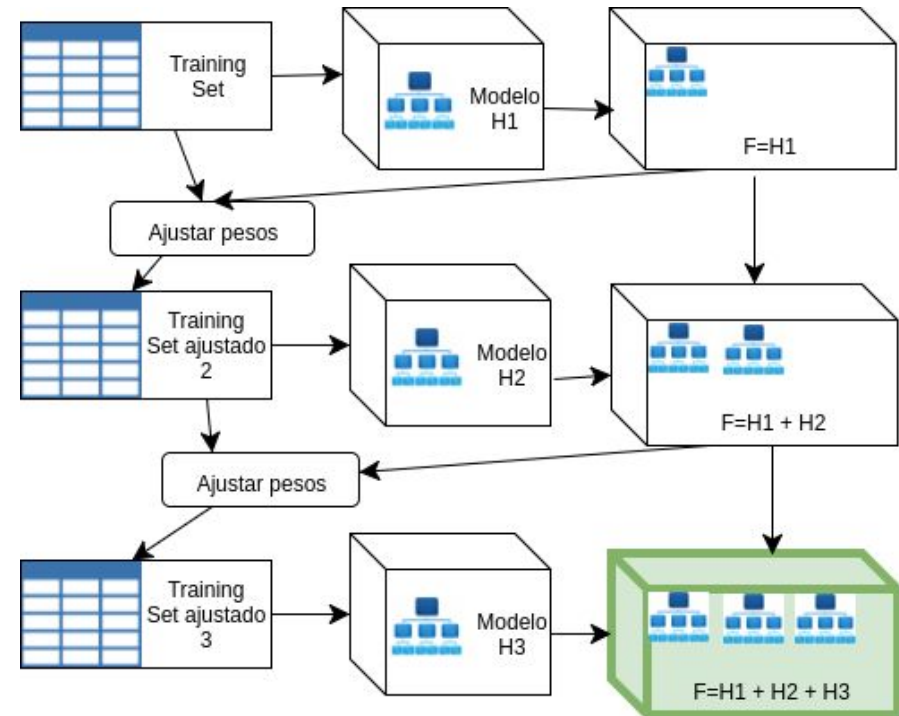 Training
Set
Modelo
H1
F=H1
Ajustar pesos
Training
Set ajustado
2
Modelo
H2
F=H1 + H2
Ajustar pesos
Training
Set ajustado
3
Modelo
H3
F=H1 + H2 + H3